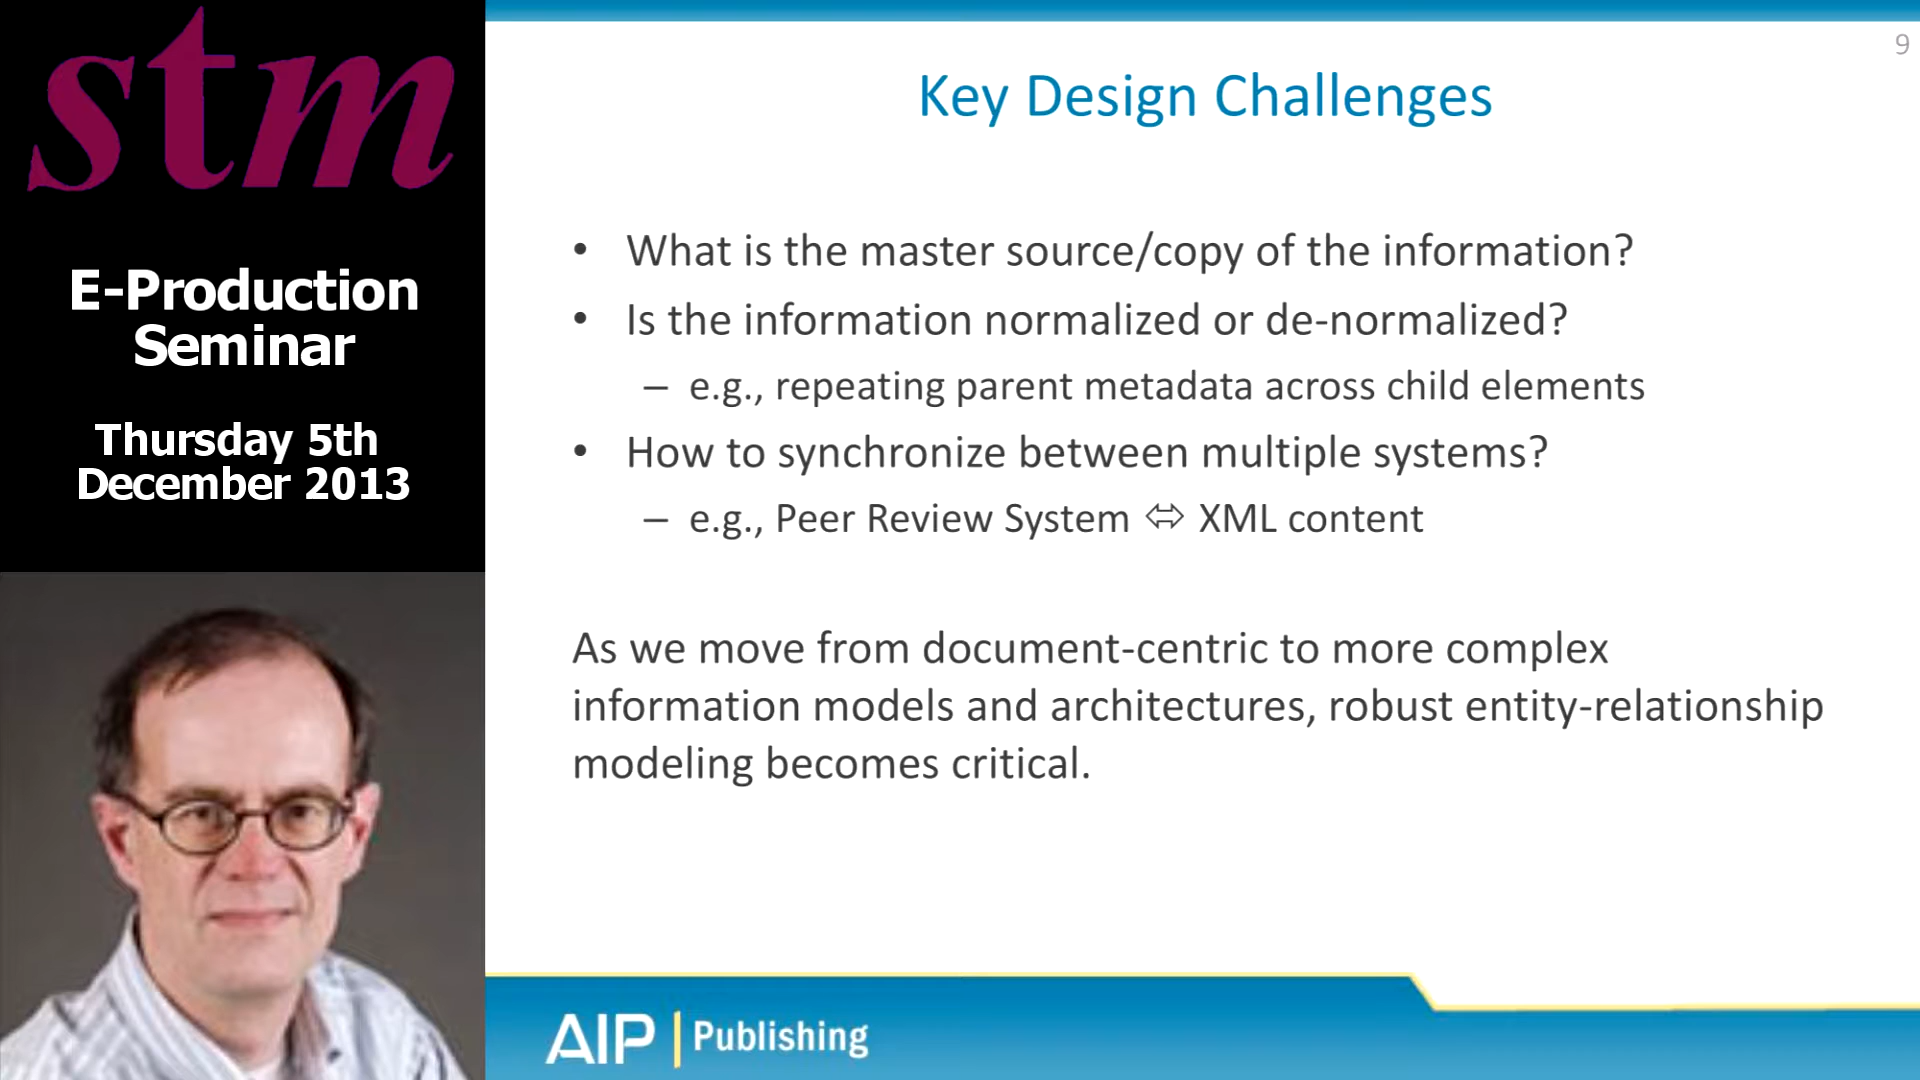 stm
E-Production
Seminar
Thursday 5th
December 2013
9
Key Design Challenges
• What is the master source/copy of the information?
• Is the information normalized or de-normalized?
– e.g., repeating parent metadata across child elements
• How to synchronize between multiple systems?
– e.g., Peer Review System ⬄ XML content
As we move from document-centric to more complex
information models and architectures, robust entity-relationship
modeling becomes critical.
AIP | Publishing